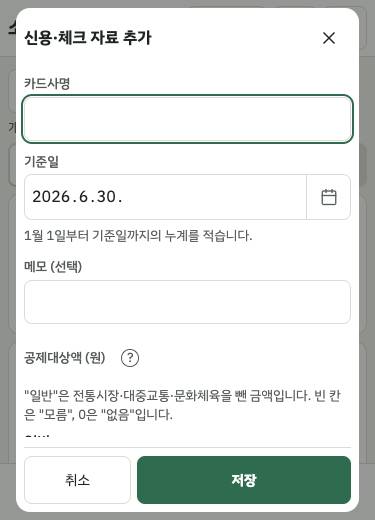 신용·체크 자료 추가
카드사명
기준일
2026.6.30.
1월 1일부터 기준일까지의 누계를 적습니다.
메모 (선택)
공제대상액 (원) ?
"일반"은 전통시장·대중교통·문화체육을 뺀 금액입니다. 빈 칸
은 "모름", 0은 "없음"입니다.
취소
저장